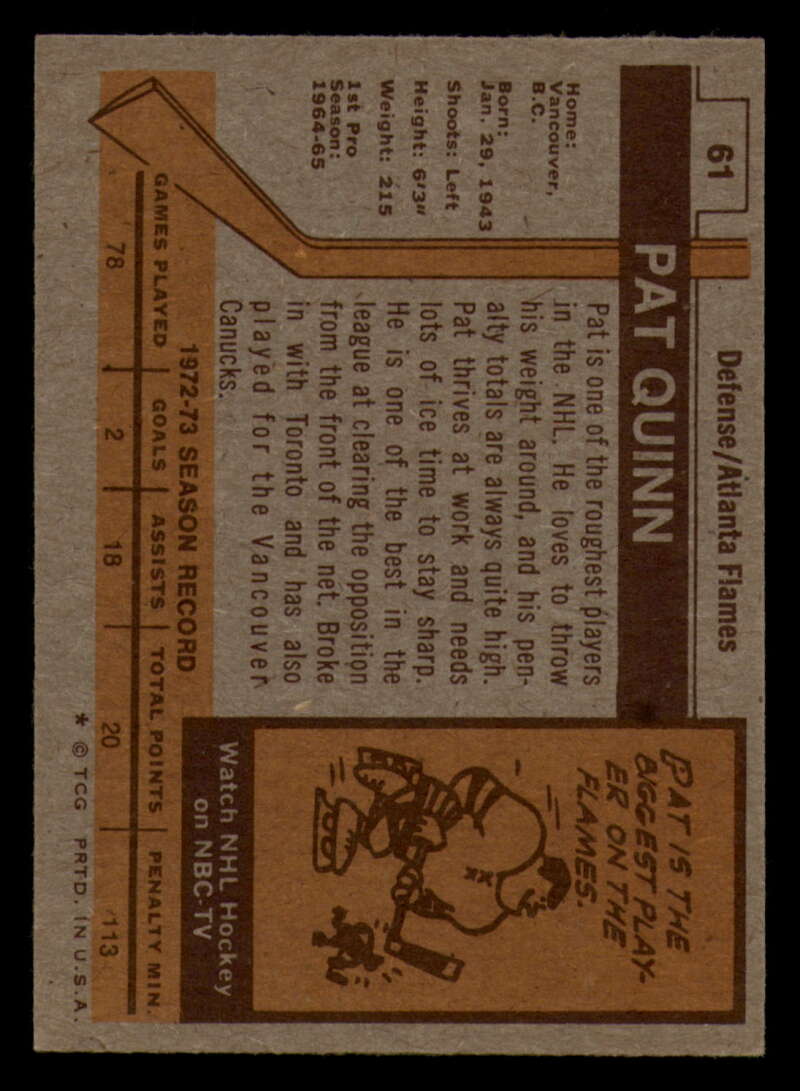 61
Defense/Atlanta Flames
PAT QUINN
Home:
Vancouver,
B.C.
Born:
Jan. 29, 1943
Shoots: Left
Height: 6'3"
Weight: 215
1st Pro
Season:
1964-65
Pat is one of the roughest players
in the NHL. He loves to throw
his weight around, and his pen-
alty totals are always quite high.
Pat thrives at work and needs
lots of ice time to stay sharp.
He is one of the best in the
league at clearing the opposition
from the front of the net. Broke
in with Toronto and has also
played for the Vancouver
Canucks.
PAT IS THE
BIGGEST PLAY-
ER ON THE
FLAMES.
XX
Watch NHL Hockey
on NBC-TV
1972-73 SEASON RECORD
GAMES PLAYED GOALS ASSISTS TOTAL POINTS PENALTY MIN.
78 2 18 20 113
* © TCG PRTD. IN U.S.A.